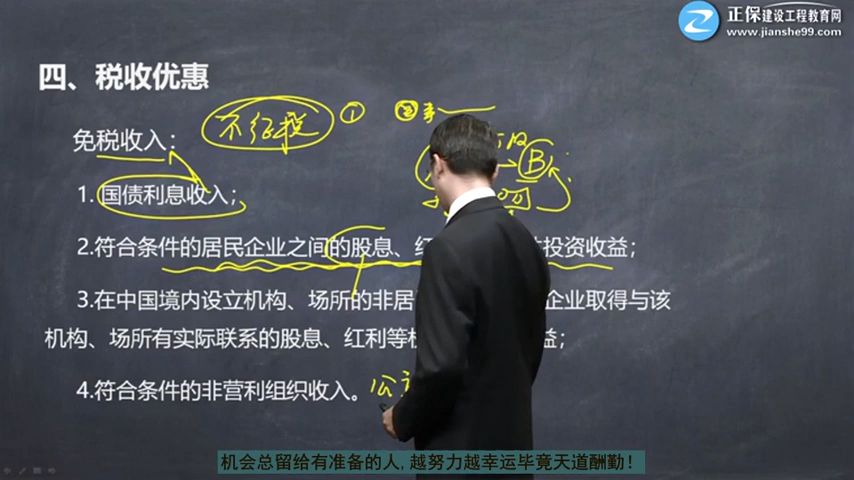 正保建设工程教育网
www.jianshe99.com
四、税收优惠
不征税 ① ②
免税收入：
B
1.国债利息收入；
2.符合条件的居民企业之间的股息、红 投资收益；
3.在中国境内设立机构、场所的非居 企业取得与该
机构、场所有实际联系的股息、红利等 益；
4.符合条件的非营利组织收入。
机会总留给有准备的人,越努力越幸运毕竟天道酬勤！